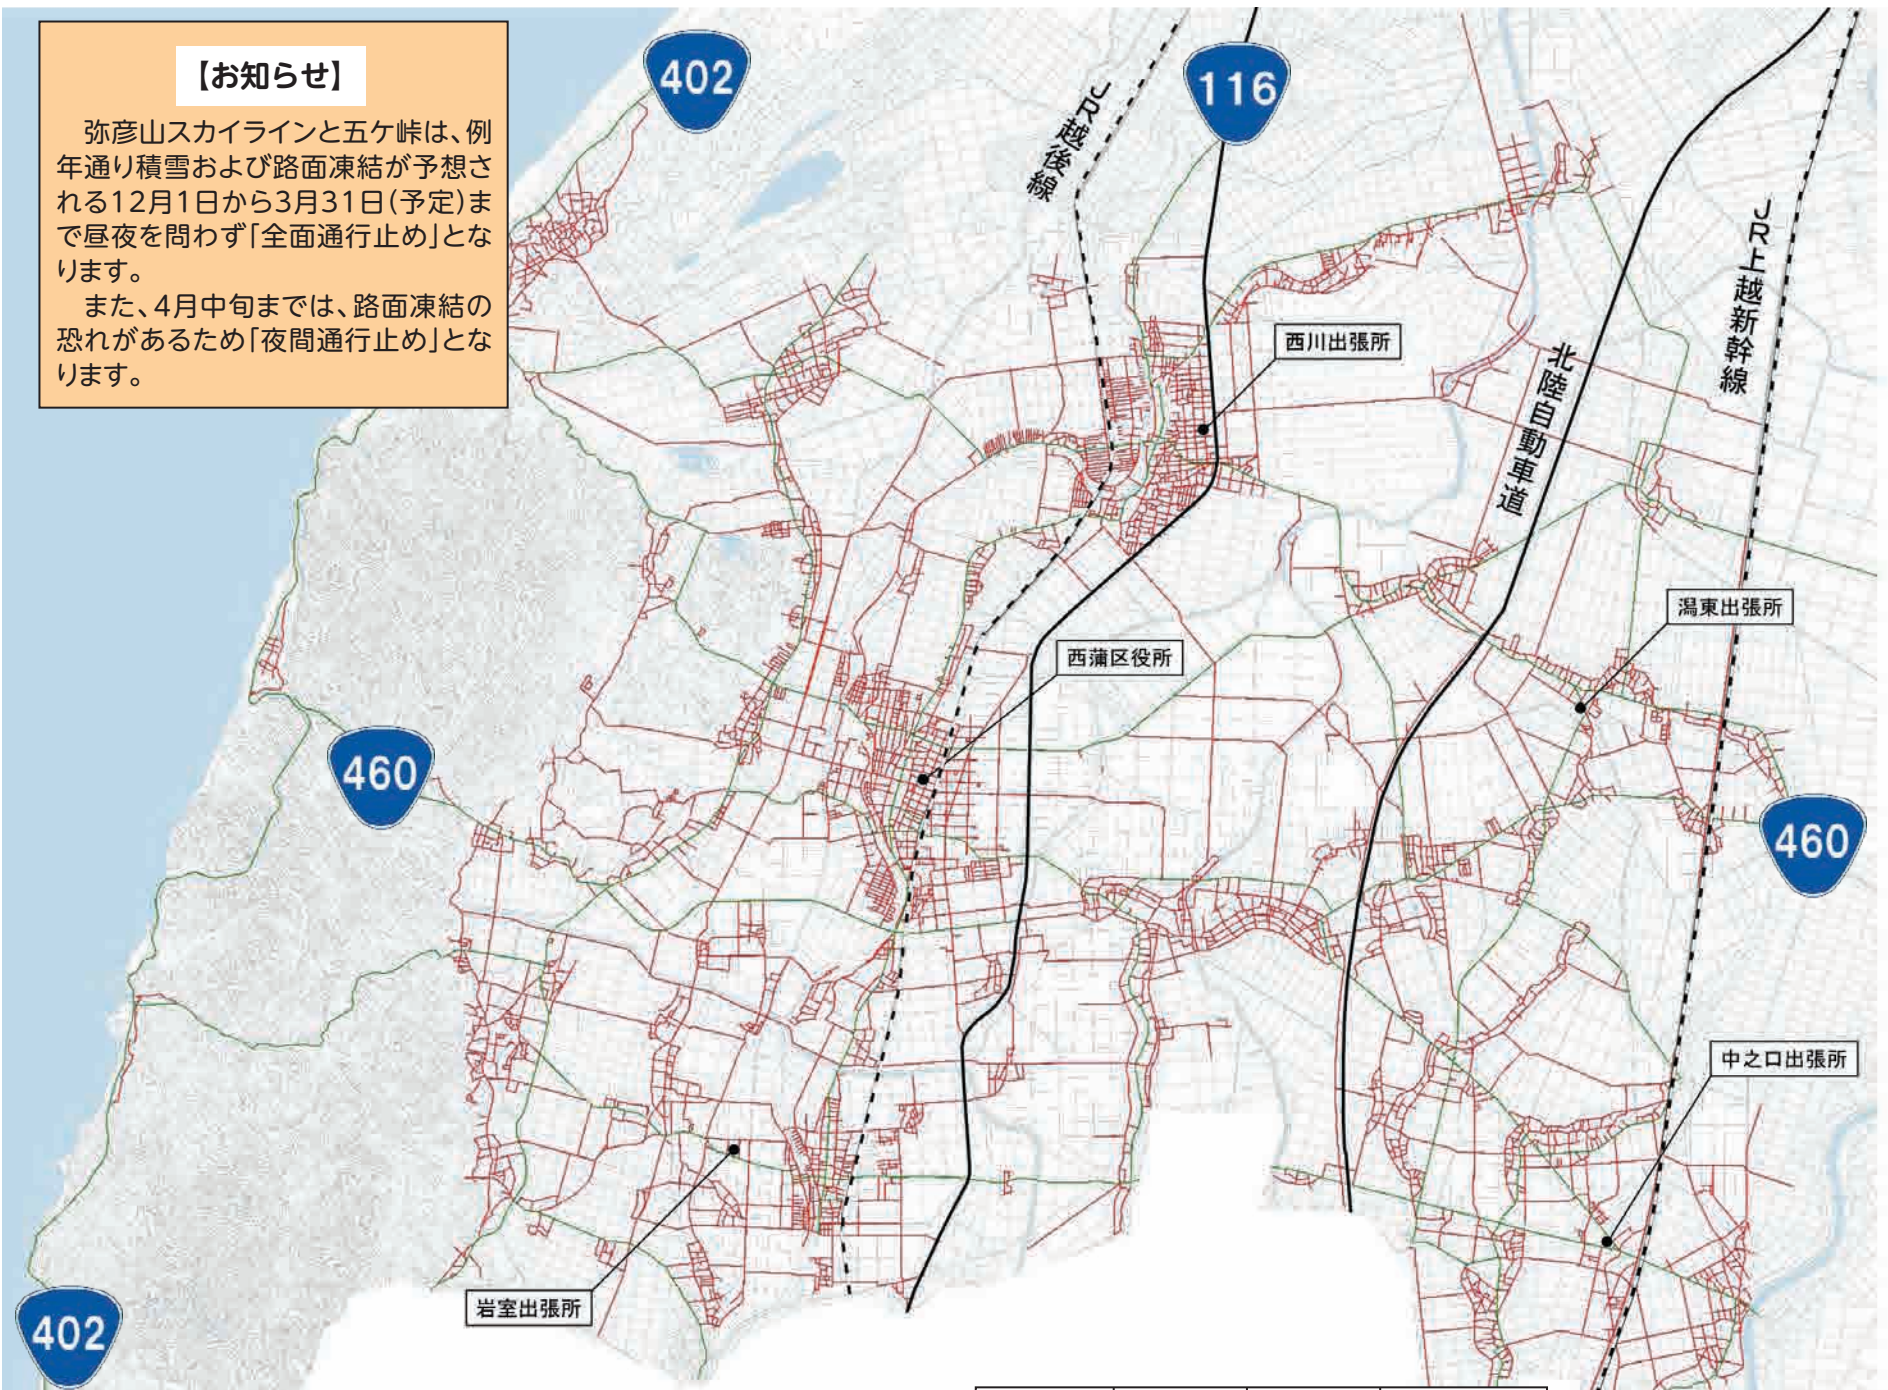 【お知らせ】
弥彦山スカイラインと五ケ峠は、例
年通り積雪および路面凍結が予想さ
れる12月1日から3月31日(予定)ま
で昼夜を問わず「全面通行止め」とな
ります。
また、4月中旬までは、路面凍結の
恐れがあるため「夜間通行止め」とな
ります。
402
116
JR越後線
JR上越新幹線
西川出張所
北陸自動車道
潟東出張所
西蒲区役所
460
460
中之口出張所
岩室出張所
402